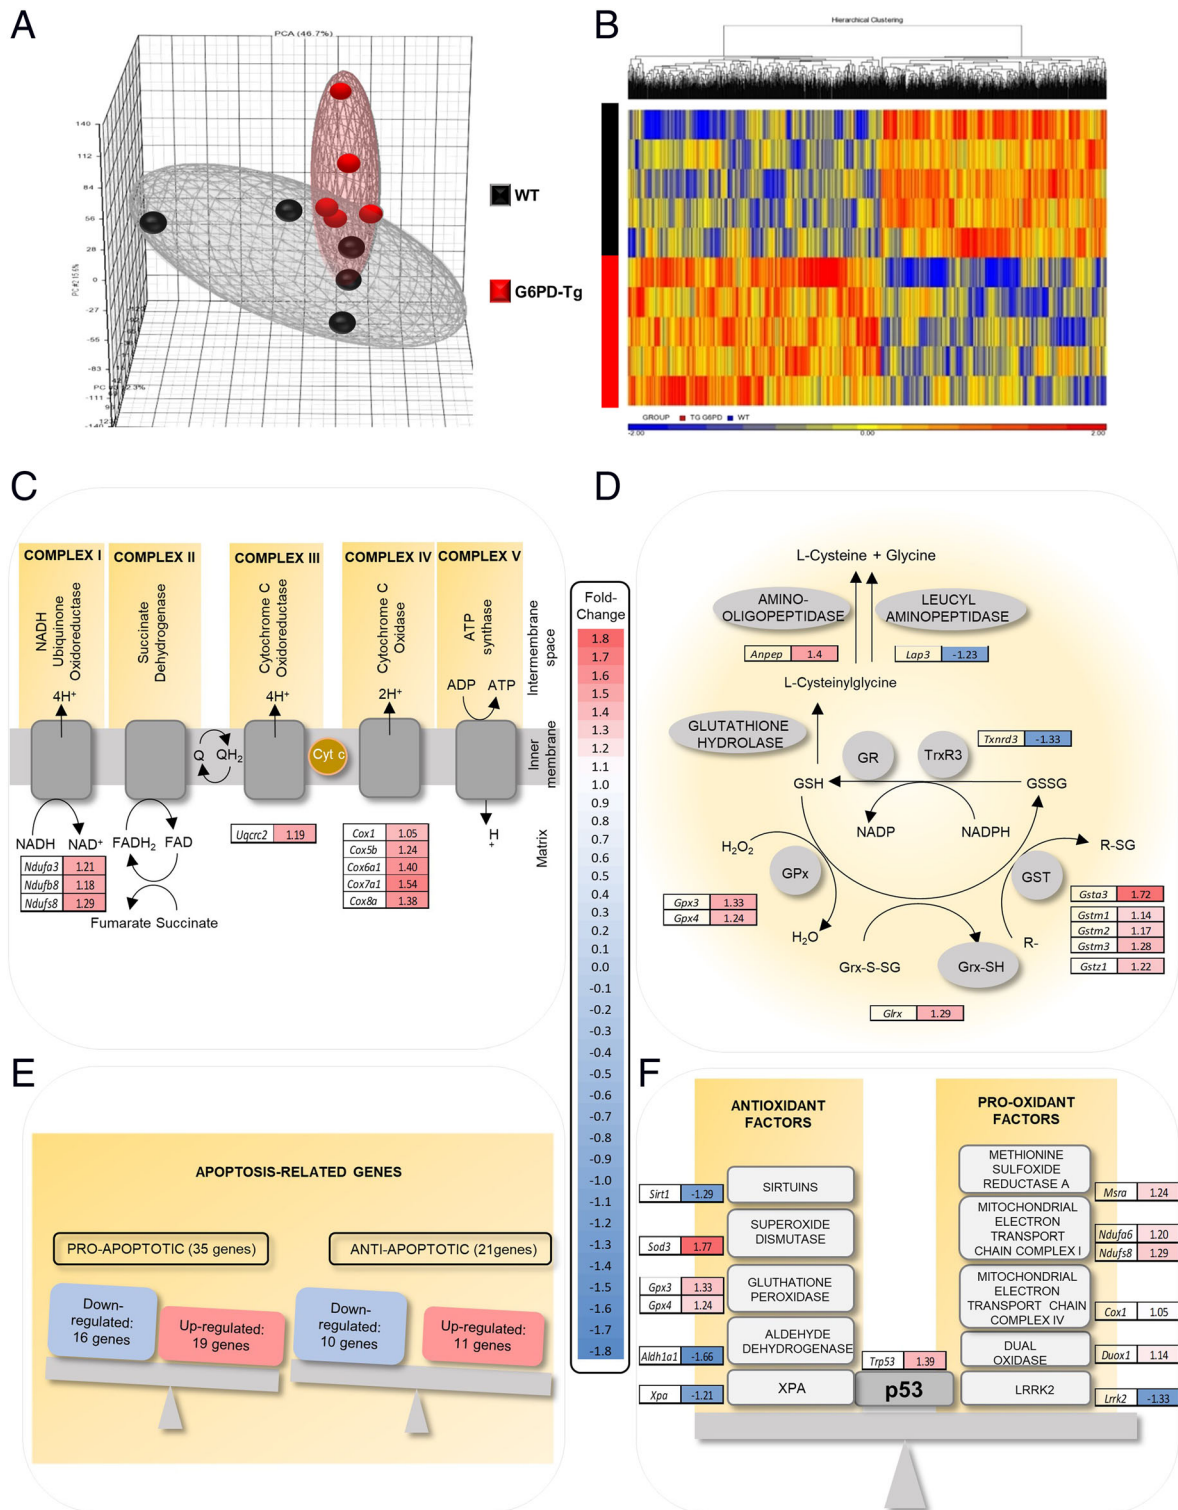 A
PCA (46.7%)
140
112
84
56
28
0
-27
-55
-83
-111
WT
G6PD-Tg
B
Hierarchical Clustering
GROUP TG G6PD WT
-2.00 0.00 2.00
C
COMPLEX I
NADH
Ubiquinone
Oxidoreductase
4H+
COMPLEX II
Succinate
Dehydrogenase
COMPLEX III
Cytochrome C
Oxidoreductase
4H+
COMPLEX IV
Cytochrome C
Oxidase
2H+
COMPLEX V
ATP
synthase
ADP ATP
Intermembrane
space
Inner
membrane
Matrix
Q QH2
Cyt c
H
+
NADH NAD+
FADH2 FAD
Fumarate Succinate
Ndufa3 1.21
Ndufb8 1.18
Ndufs8 1.29
Uqcrc2 1.19
Cox1 1.05
Cox5b 1.24
Cox6a1 1.40
Cox7a1 1.54
Cox8a 1.38
Fold-
Change
1.8
1.7
1.6
1.5
1.4
1.3
1.2
1.1
1.0
0.9
0.8
0.7
0.6
0.5
0.4
0.3
0.2
0.1
0.0
-0.1
-0.2
-0.3
-0.4
-0.5
-0.6
-0.7
-0.8
-0.9
-1.0
-1.1
-1.2
-1.3
-1.4
-1.5
-1.6
-1.7
-1.8
D
L-Cysteine + Glycine
AMINO-
OLIGOPEPTIDASE
LEUCYL
AMINOPEPTIDASE
Anpep 1.4
Lap3 -1.23
L-Cysteinylglycine
GLUTATHIONE
HYDROLASE
Txnrd3 -1.33
GR
TrxR3
GSH
GSSG
NADP
NADPH
H2O2
R-SG
GPx
GST
Gpx3 1.33
Gpx4 1.24
Gsta3 1.72
Gstm1 1.14
Gstm2 1.17
Gstm3 1.28
Gstz1 1.22
H2O
R-
Grx-S-SG
Grx-SH
Glrx 1.29
E
APOPTOSIS-RELATED GENES
PRO-APOPTOTIC (35 genes)
ANTI-APOPTOTIC (21genes)
Down-
regulated:
16 genes
Up-regulated:
19 genes
Down-
regulated:
10 genes
Up-regulated:
11 genes
F
ANTIOXIDANT
FACTORS
PRO-OXIDANT
FACTORS
Sirt1 -1.29
SIRTUINS
Sod3 1.77
SUPEROXIDE
DISMUTASE
Gpx3 1.33
Gpx4 1.24
GLUTHATIONE
PEROXIDASE
Aldh1a1 -1.66
ALDEHYDE
DEHYDROGENASE
Xpa -1.21
XPA
Trp53 1.39
p53
METHIONINE
SULFOXIDE
REDUCTASE A
Msra 1.24
MITOCHONDRIAL
ELECTRON
TRANSPORT
CHAIN COMPLEX I
Ndufa6 1.20
Ndufs8 1.29
MITOCHONDRIAL
ELECTRON
TRANSPORT CHAIN
COMPLEX IV
Cox1 1.05
DUAL
OXIDASE
Duox1 1.14
LRRK2
Lrrk2 -1.33